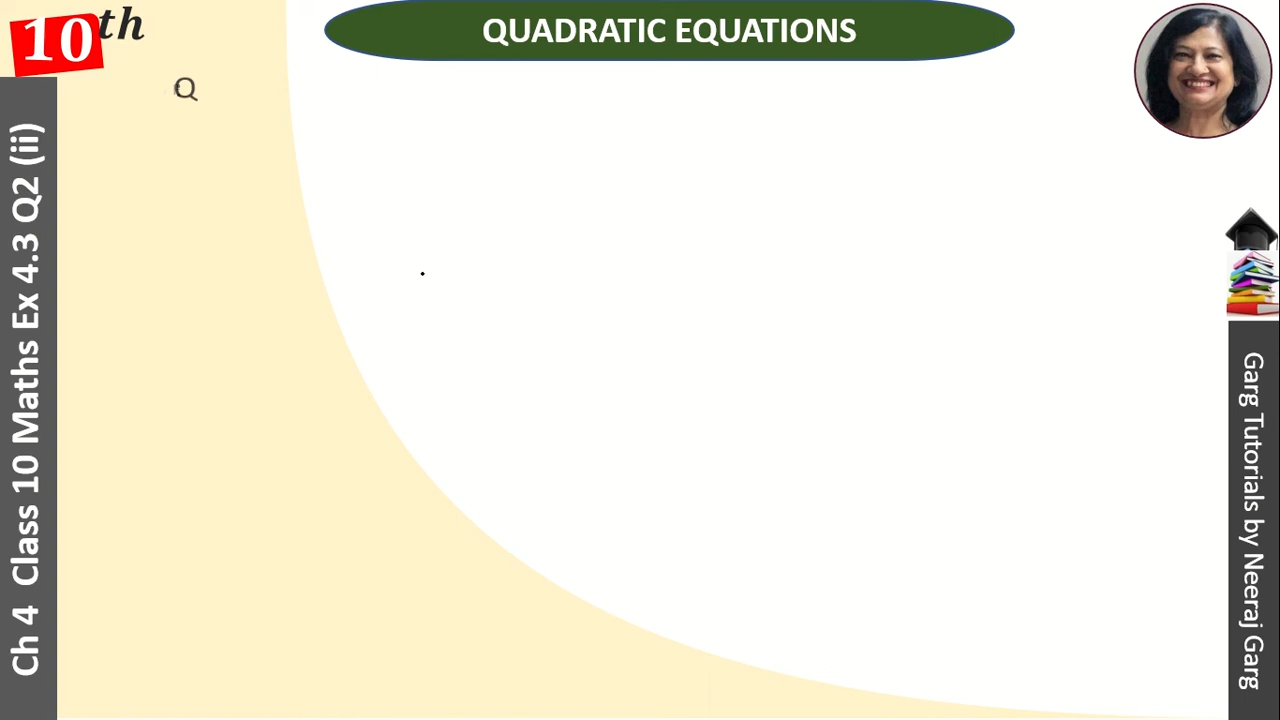 10th
QUADRATIC EQUATIONS
Q
Ch 4 Class 10 Maths Ex 4.3 Q2 (ii)
Garg Tutorials by Neeraj Garg